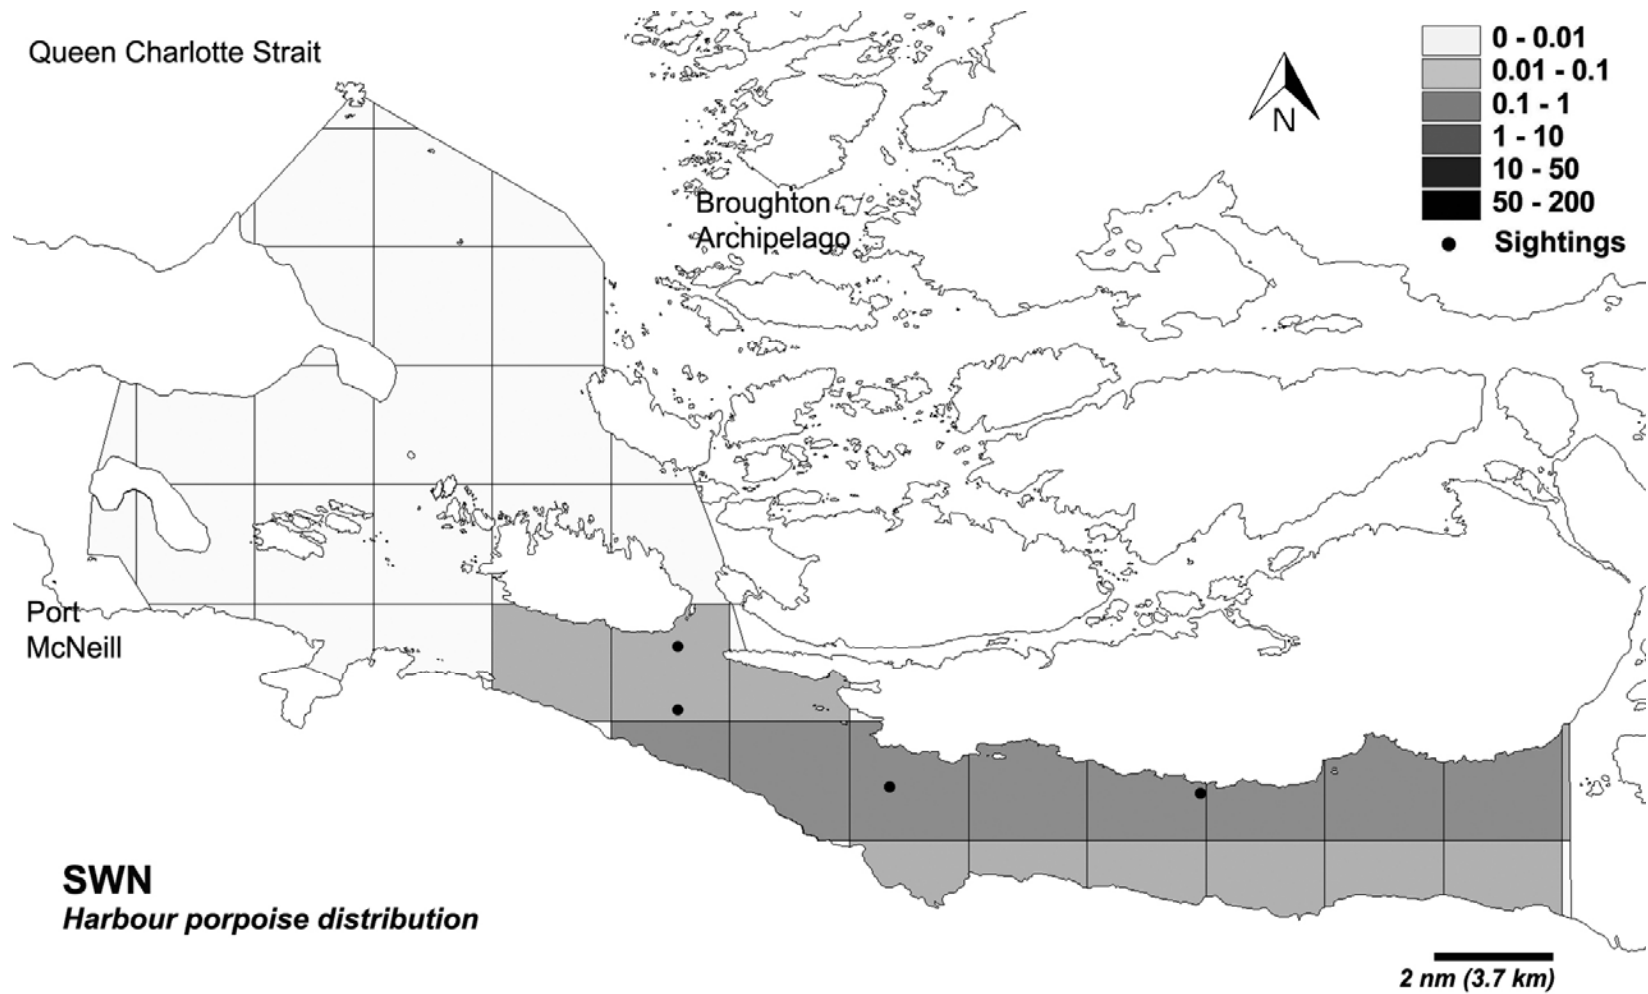 Queen Charlotte Strait
0 - 0.01
0.01 - 0.1
0.1 - 1
1 - 10
10 - 50
50 - 200
Sightings
N
Broughton
Archipelago
Port
McNeill
SWN
Harbour porpoise distribution
2 nm (3.7 km)